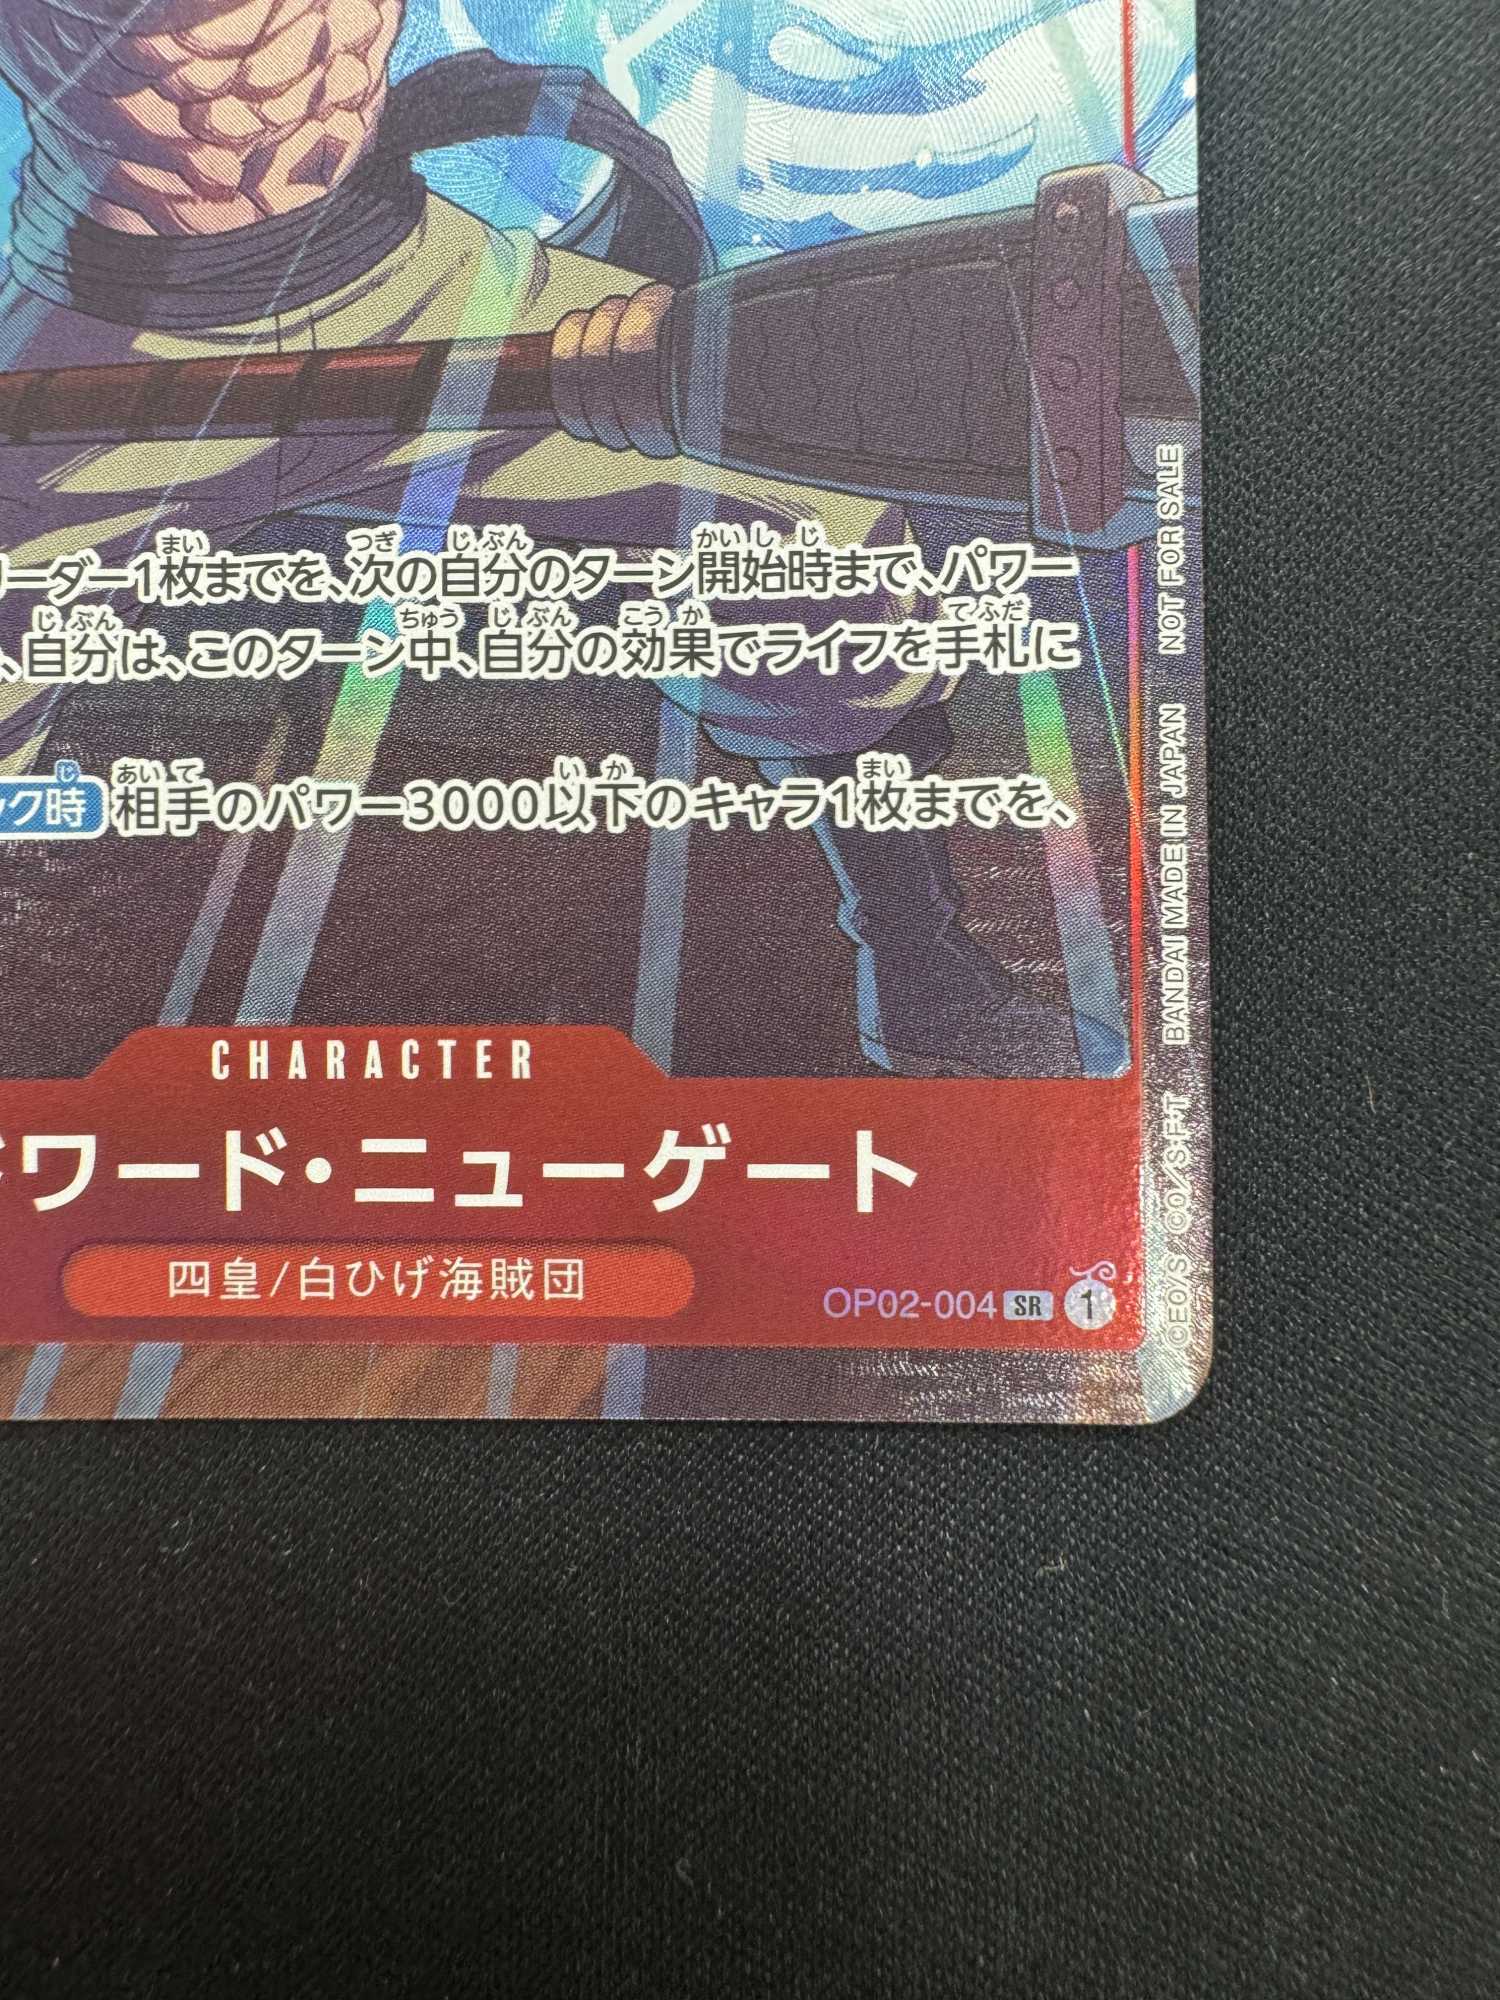 リーダー1枚までを、次の自分のターン開始時まで、パワー
、自分は、このターン中、自分の効果でライフを手札に
ック時 相手のパワー3000以下のキャラ1枚までを、
CHARACTER
ドワード・ニューゲート
四皇/白ひげ海賊団
OP02-004 SR 1
©EO/S CO/SF.T BANDAI MADE IN JAPAN NOT FOR SALE